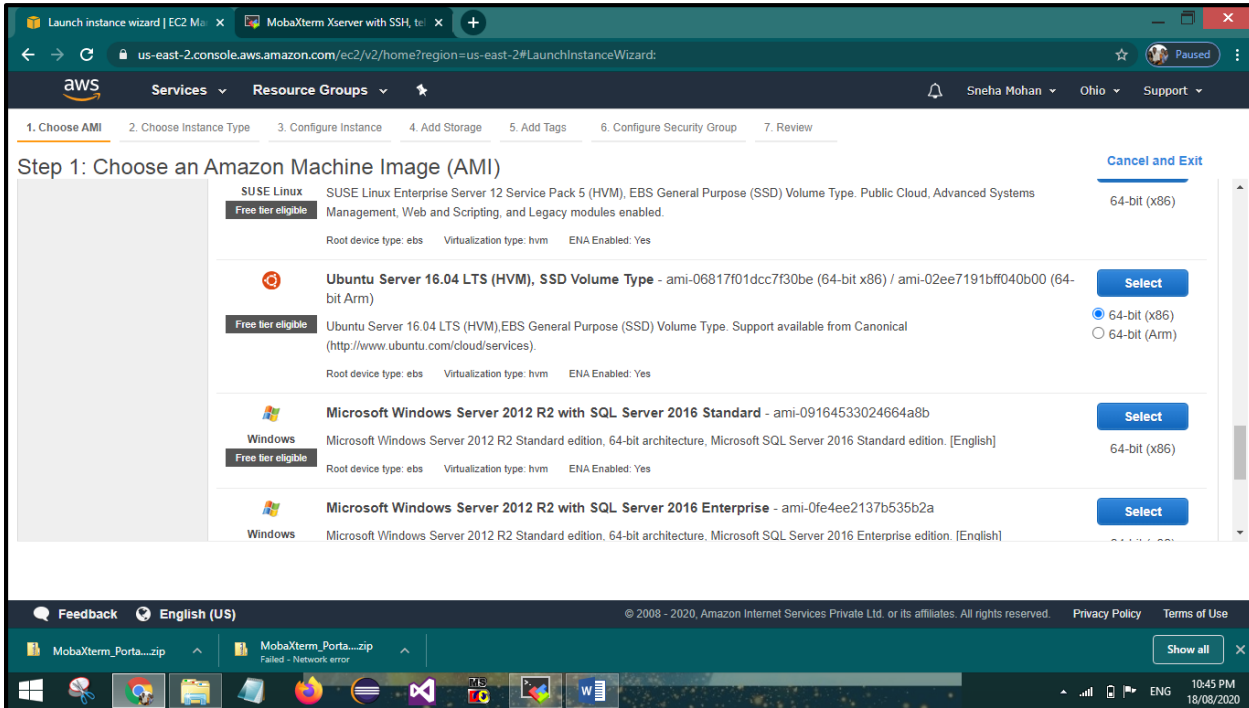 Launch instance wizard | EC2 Ma
MobaXterm Xserver with SSH, tel
us-east-2.console.aws.amazon.com/ec2/v2/home?region=us-east-2#LaunchInstanceWizard:
Paused
aws
Services
Resource Groups
Sneha Mohan
Ohio
Support
1. Choose AMI
2. Choose Instance Type
3. Configure Instance
4. Add Storage
5. Add Tags
6. Configure Security Group
7. Review
Step 1: Choose an Amazon Machine Image (AMI)
Cancel and Exit
SUSE Linux
Free tier eligible
SUSE Linux Enterprise Server 12 Service Pack 5 (HVM), EBS General Purpose (SSD) Volume Type. Public Cloud, Advanced Systems
Management, Web and Scripting, and Legacy modules enabled.
64-bit (x86)
Root device type: ebs Virtualization type: hvm ENA Enabled: Yes
Ubuntu Server 16.04 LTS (HVM), SSD Volume Type - ami-06817f01dcc7f30be (64-bit x86) / ami-02ee7191bff040b00 (64-
bit Arm)
Select
Free tier eligible
Ubuntu Server 16.04 LTS (HVM),EBS General Purpose (SSD) Volume Type. Support available from Canonical
(http://www.ubuntu.com/cloud/services).
64-bit (x86)
64-bit (Arm)
Root device type: ebs Virtualization type: hvm ENA Enabled: Yes
Microsoft Windows Server 2012 R2 with SQL Server 2016 Standard - ami-09164533024664a8b
Select
Windows
Free tier eligible
Microsoft Windows Server 2012 R2 Standard edition, 64-bit architecture, Microsoft SQL Server 2016 Standard edition. [English]
64-bit (x86)
Root device type: ebs Virtualization type: hvm ENA Enabled: Yes
Microsoft Windows Server 2012 R2 with SQL Server 2016 Enterprise - ami-0fe4ee2137b535b2a
Select
Windows
Microsoft Windows Server 2012 R2 Standard edition, 64-bit architecture, Microsoft SQL Server 2016 Enterprise edition. [English]
Feedback
English (US)
© 2008 - 2020, Amazon Internet Services Private Ltd. or its affiliates. All rights reserved.
Privacy Policy
Terms of Use
MobaXterm_Porta....zip
MobaXterm_Porta....zip
Failed - Network error
Show all
MS
DOS
W
ENG
10:45 PM
18/08/2020